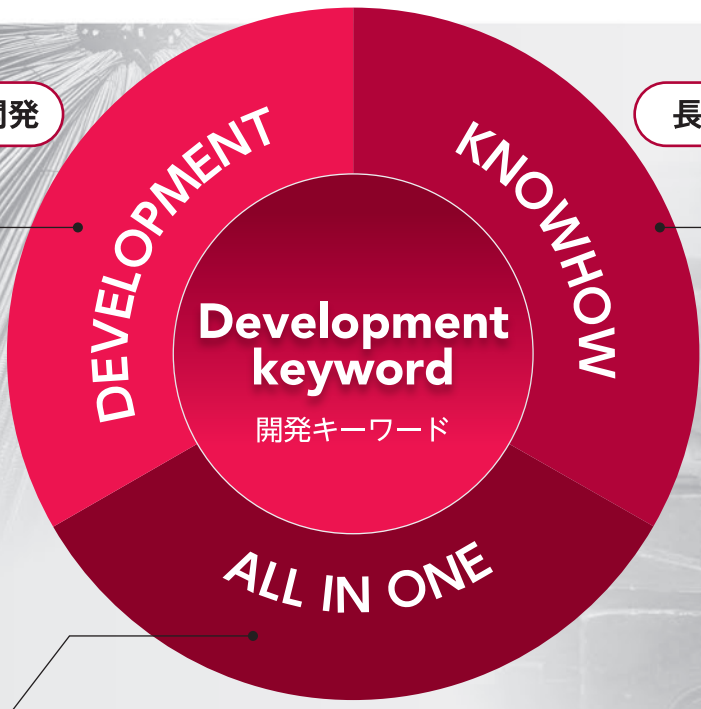 開発
長
DEVELOPMENT
KNOWHOW
Development
keyword
開発キーワード
ALL IN ONE